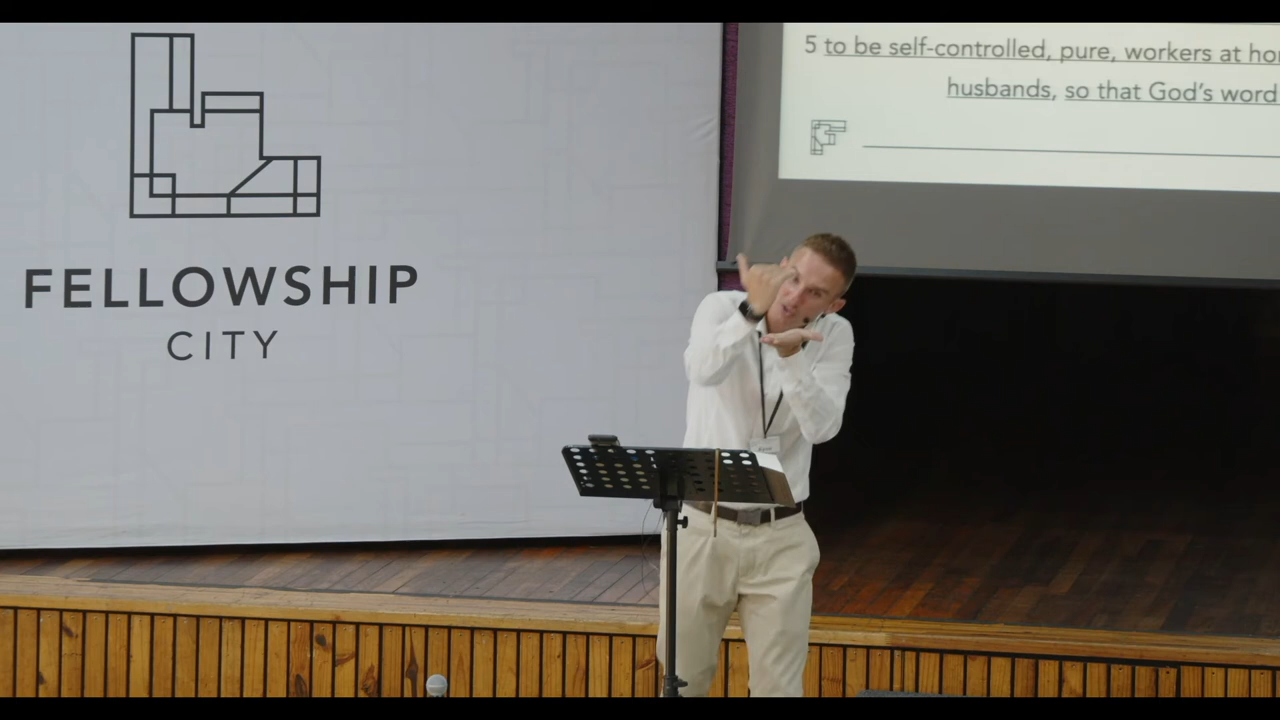 FELLOWSHIP
CITY
5 to be self-controlled, pure, workers at ho
husbands, so that God's word